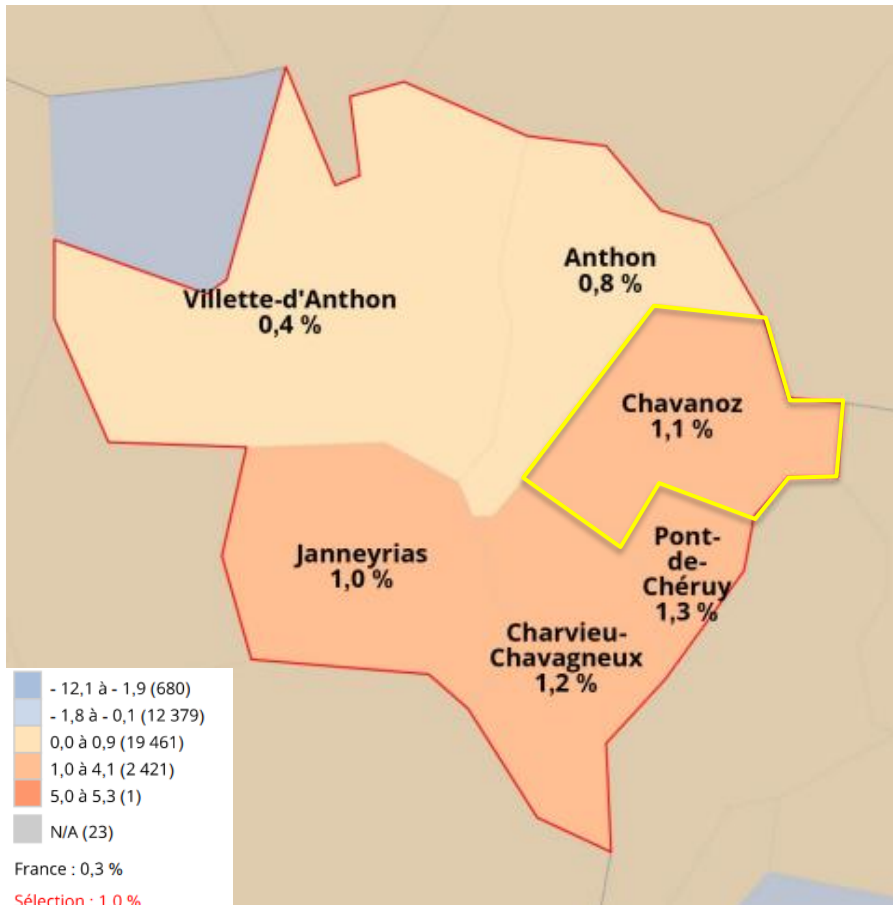 Anthon
0,8 %
Villette-d'Anthon
0,4 %
Chavanoz
1,1 %
Janneyrias
1,0 %
Pont-
de-
Chéruy
1,3 %
Charvieu-
Chavagneux
1,2 %
- 12,1 à - 1,9 (680)
- 1,8 à - 0,1 (12 379)
0,0 à 0,9 (19 461)
1,0 à 4,1 (2 421)
5,0 à 5,3 (1)
N/A (23)
France : 0,3 %
Sélection : 1,0 %